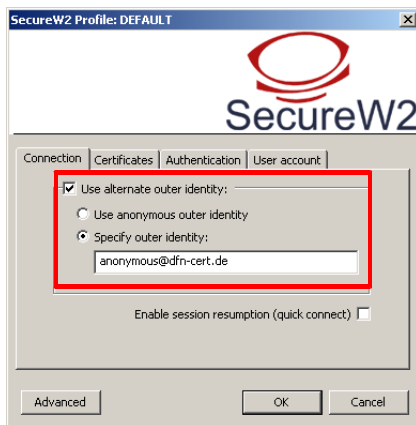 SecureW2 Profile: DEFAULT
SecureW2
Connection Certificates Authentication User account
Use alternate outer identity:
Use anonymous outer identity
Specify outer identity:
anonymous@dfn-cert.de
Enable session resumption (quick connect)
Advanced OK Cancel